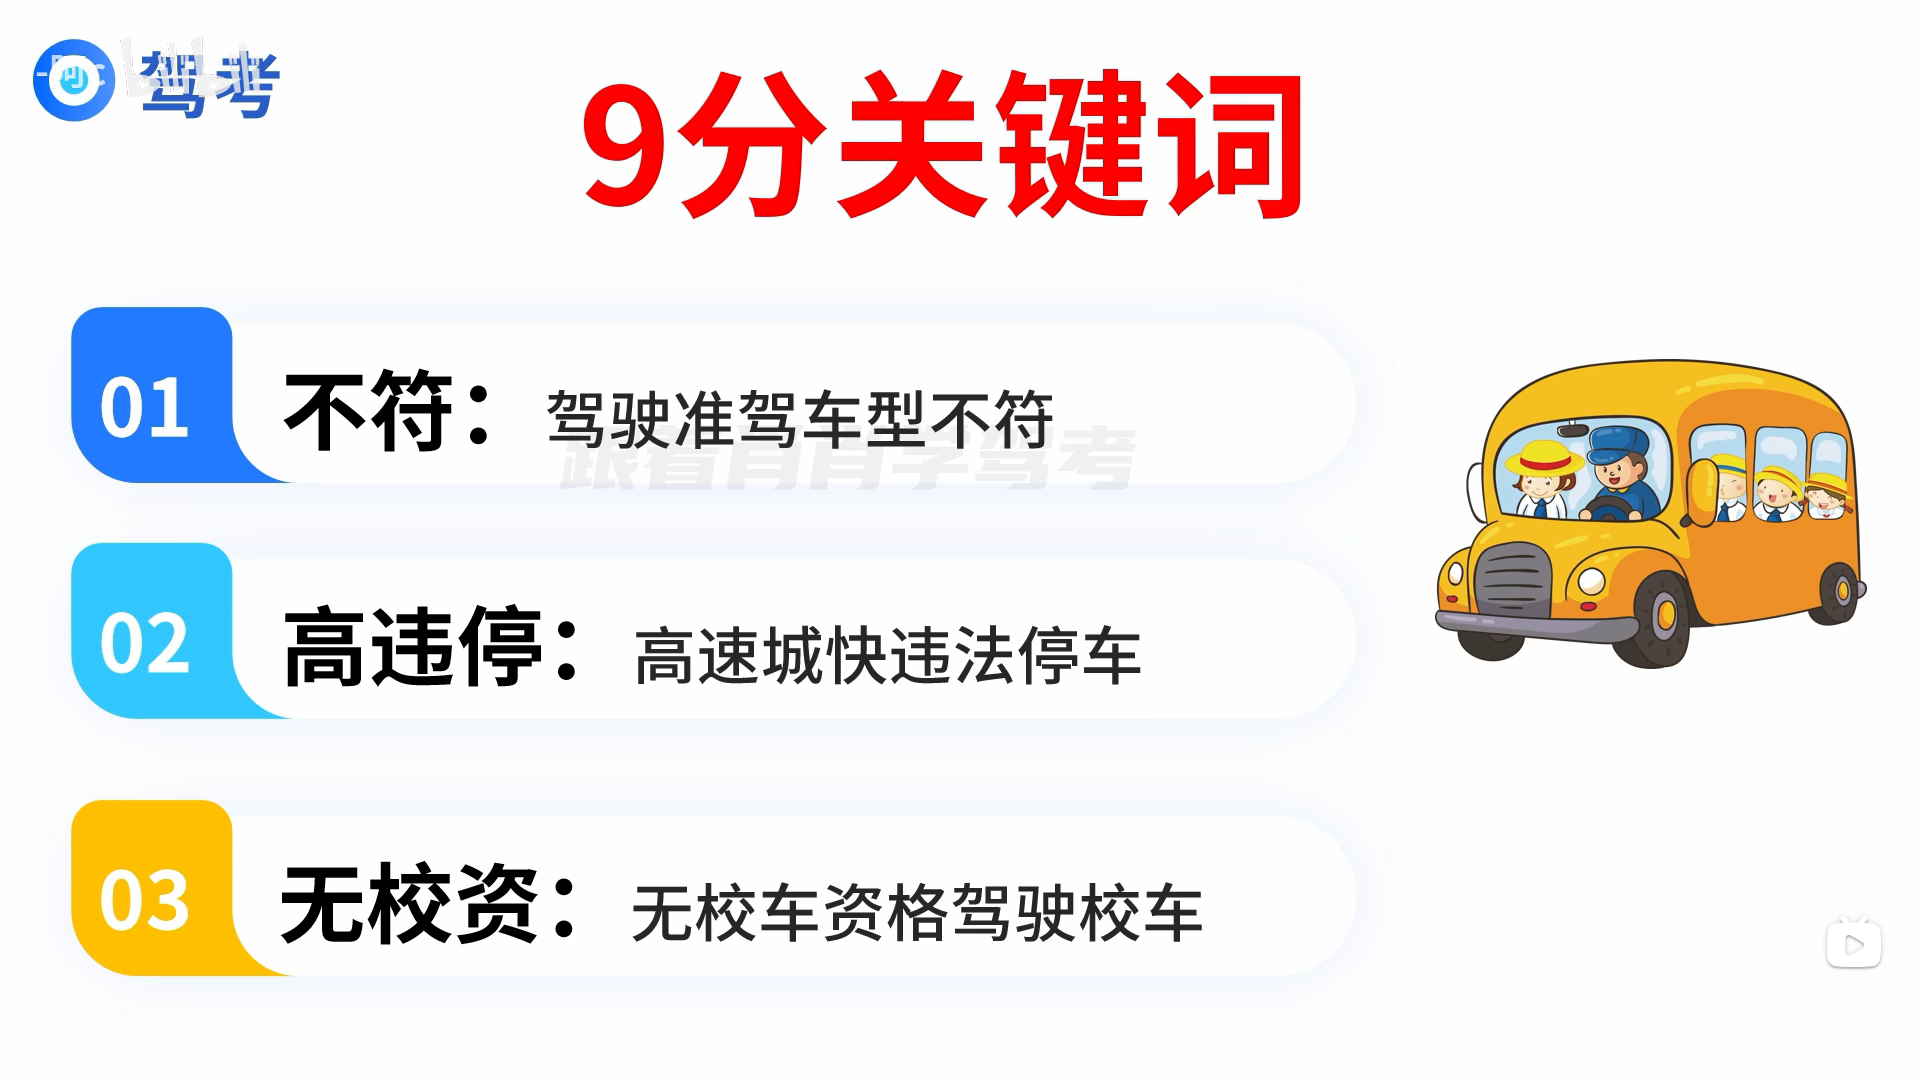 驾考
9分关键词
01
不符：驾驶准驾车型不符
跟着肖肖学驾考
02
高违停：高速城快违法停车
03
无校资：无校车资格驾驶校车